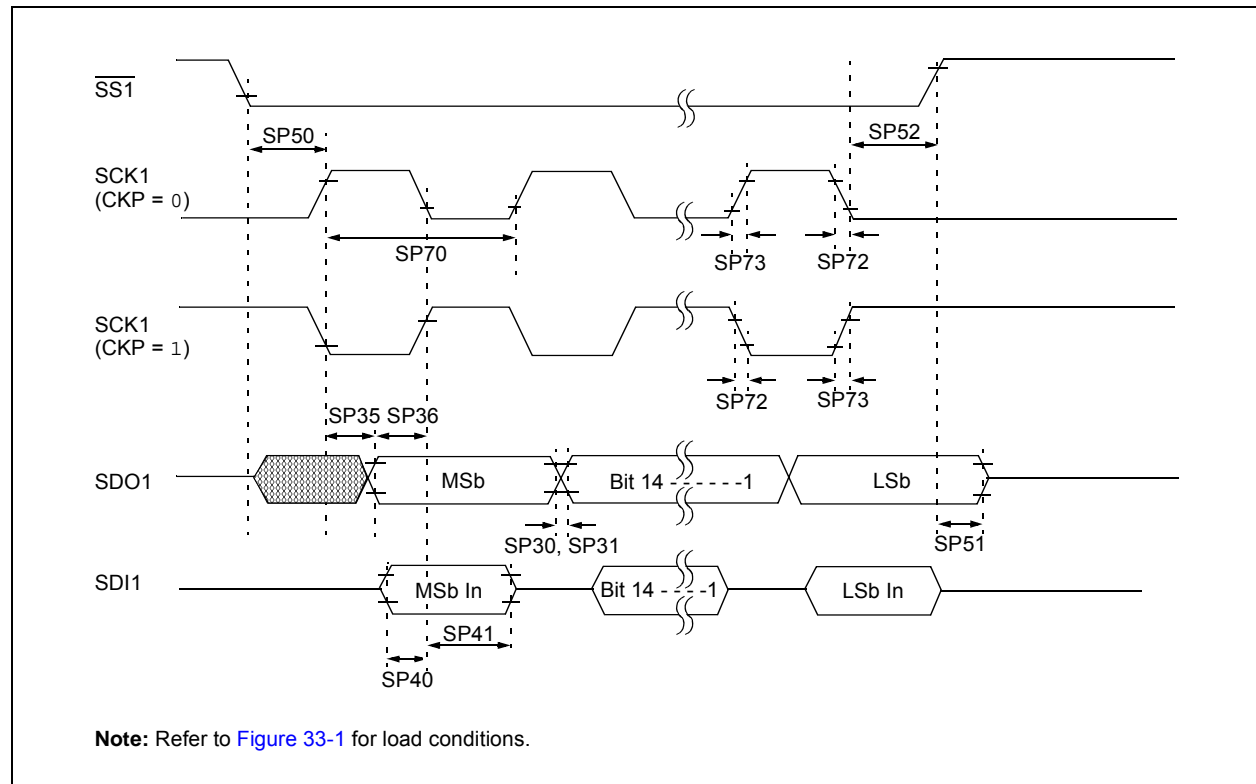 SS1
SP50
SP52
SCK1
(CKP = 0)
SP70
SP73
SP72
SCK1
(CKP = 1)
SP72
SP73
SP35
SP36
SDO1
MSb
Bit 14 - - - - - -1
LSb
SP30, SP31
SP51
SDI1
MSb In
Bit 14 - - - -1
LSb In
SP41
SP40
Note: Refer to Figure 33-1 for load conditions.